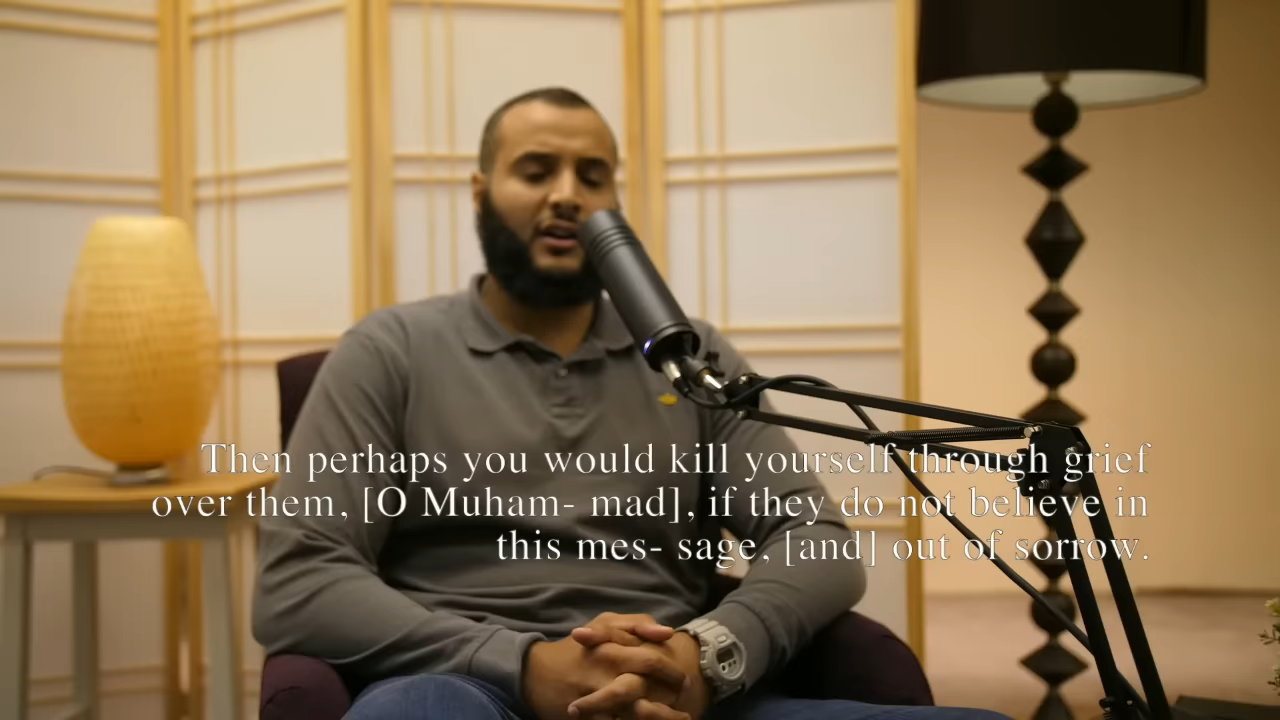 Then perhaps you would kill yourself through grief
over them, [O Muham- mad], if they do not believe in
this mes- sage, [and] out of sorrow.